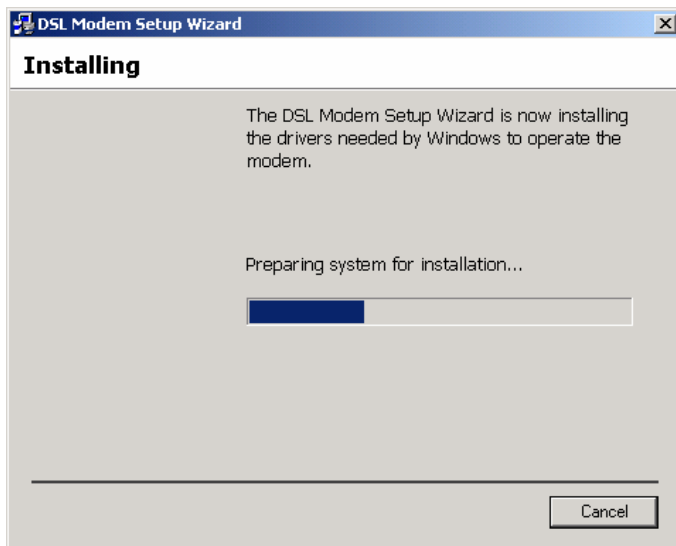 DSL Modem Setup Wizard
Installing
The DSL Modem Setup Wizard is now installing
the drivers needed by Windows to operate the
modem.
Preparing system for installation...
Cancel